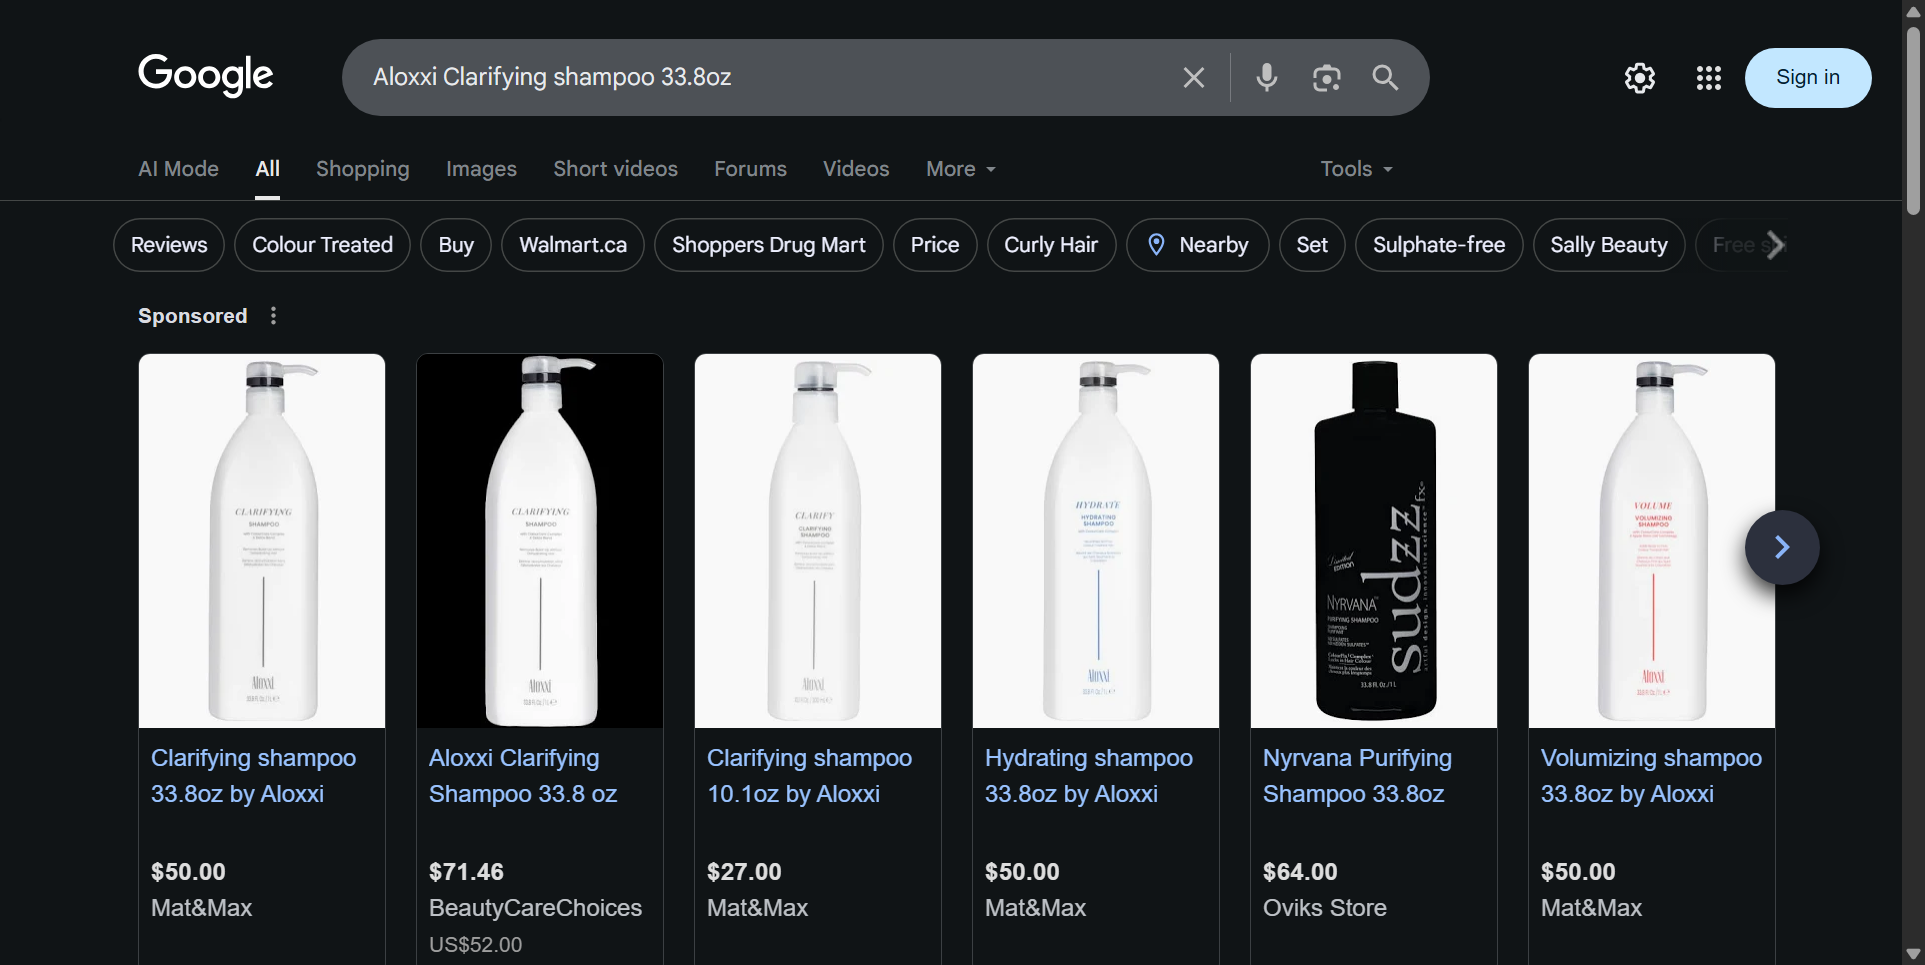 Google
Aloxxi Clarifying shampoo 33.8oz
Sign in
AI Mode
All
Shopping
Images
Short videos
Forums
Videos
More
Tools
Reviews
Colour Treated
Buy
Walmart.ca
Shoppers Drug Mart
Price
Curly Hair
Nearby
Set
Sulphate-free
Sally Beauty
Free
Sponsored
CLARIFYING
SHAMPOO
Aloxxi
CLARIFYING
SHAMPOO
Aloxxi
CLARIFY
CLARIFYING
SHAMPOO
Aloxxi
HYDRATE
HYDRATING
SHAMPOO
Aloxxi
Limited
EDITION
NYRVANA
PURIFYING SHAMPOO
sudzz fx
33.8 fl. oz./1 L
VOLUME
VOLUMIZING
SHAMPOO
Aloxxi
Clarifying shampoo
33.8oz by Aloxxi
$50.00
Mat&Max
Aloxxi Clarifying
Shampoo 33.8 oz
$71.46
BeautyCareChoices
US$52.00
Clarifying shampoo
10.1oz by Aloxxi
$27.00
Mat&Max
Hydrating shampoo
33.8oz by Aloxxi
$50.00
Mat&Max
Nyrvana Purifying
Shampoo 33.8oz
$64.00
Oviks Store
Volumizing shampoo
33.8oz by Aloxxi
$50.00
Mat&Max